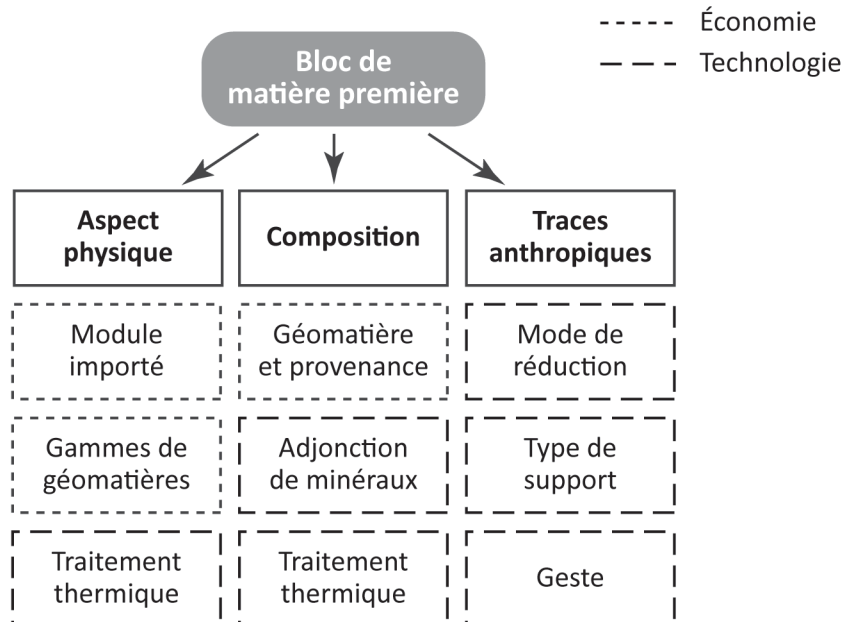 Économie
Technologie
Bloc de
matière première
Aspect
physique
Composition
Traces
anthropiques
Module
importé
Géomatière
et provenance
Mode de
réduction
Gammes de
géomatières
Adjonction
de minéraux
Type de
support
Traitement
thermique
Traitement
thermique
Geste